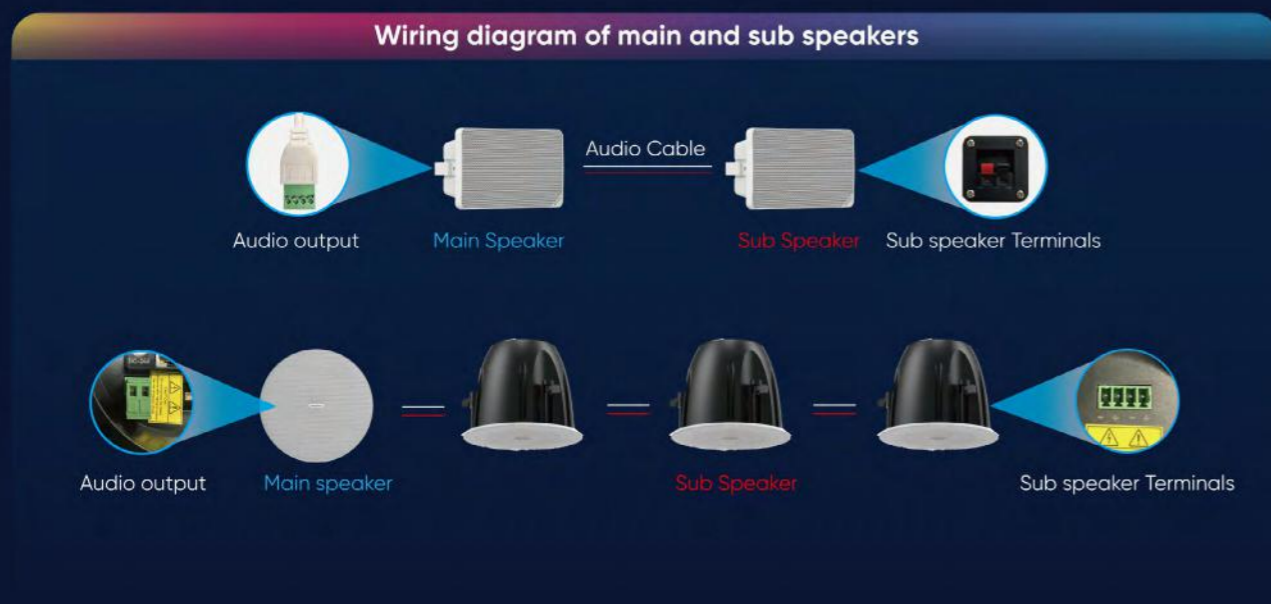 Wiring diagram of main and sub speakers
Audio Cable
Audio output
Main Speaker
Sub Speaker
Sub speaker Terminals
Audio output
Main speaker
Sub Speaker
Sub speaker Terminals